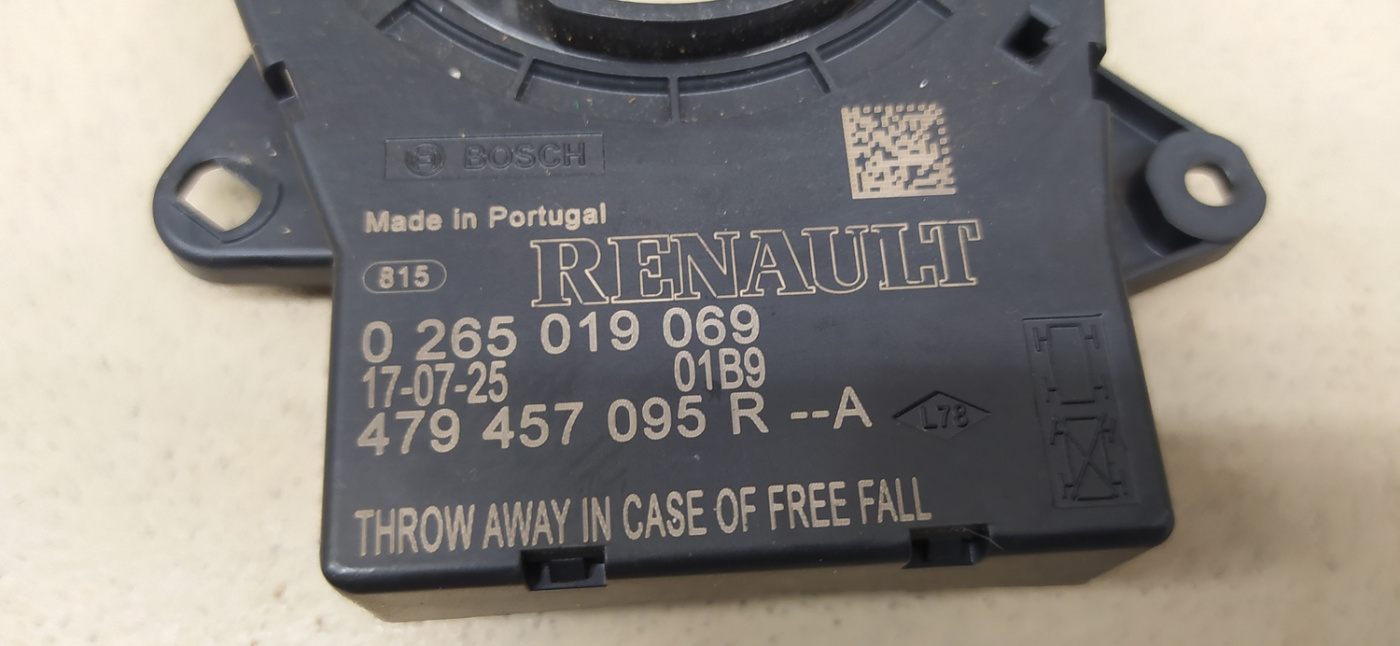 BOSCH
Made in Portugal
RENAULT
815
0 265 019 069
17-07-25 01B9
479 457 095 R --A
L78
THROW AWAY IN CASE OF FREE FALL